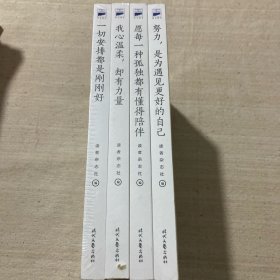 一切安排都是刚刚好
读者杂志社 编
时代文艺出版社
我心温柔，却有力量
读者杂志社 编
时代文艺出版社
愿每一种孤独都有懂得陪伴
读者杂志社 编
时代文艺出版社
努力，是为遇见更好的自己
读者杂志社 编
时代文艺出版社